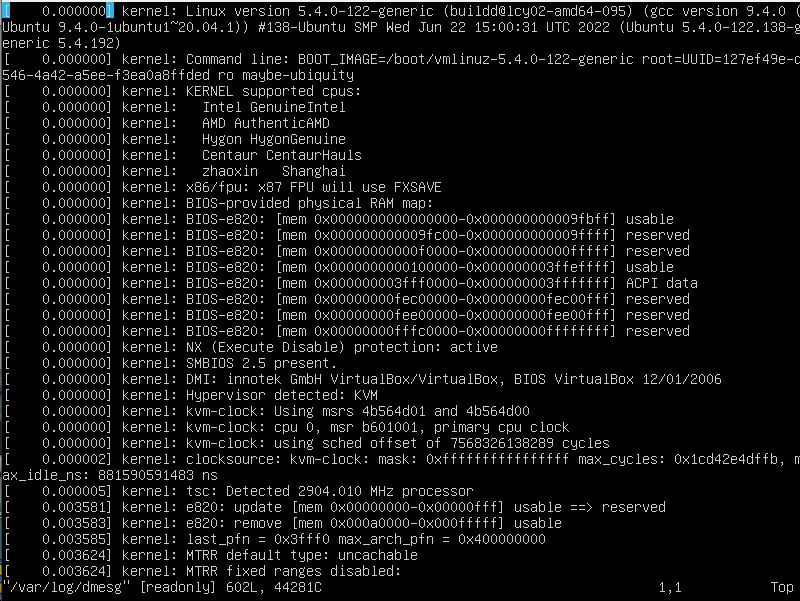 [    0.000000] kernel: Linux version 5.4.0-122-generic (buildd@lcy02-amd64-095) (gcc version 9.4.0 (
Ubuntu 9.4.0-1ubuntu1~20.04.1)) #138-Ubuntu SMP Wed Jun 22 15:00:31 UTC 2022 (Ubuntu 5.4.0-122.138-g
eneric 5.4.192)
[    0.000000] kernel: Command line: BOOT_IMAGE=/boot/vmlinuz-5.4.0-122-generic root=UUID=127ef49e-c
546-4a42-a5ee-f3ea0a8ffded ro maybe-ubiquity
[    0.000000] kernel: KERNEL supported cpus:
[    0.000000] kernel:   Intel GenuineIntel
[    0.000000] kernel:   AMD AuthenticAMD
[    0.000000] kernel:   Hygon HygonGenuine
[    0.000000] kernel:   Centaur CentaurHauls
[    0.000000] kernel:   zhaoxin   Shanghai
[    0.000000] kernel: x86/fpu: x87 FPU will use FXSAVE
[    0.000000] kernel: BIOS-provided physical RAM map:
[    0.000000] kernel: BIOS-e820: [mem 0x0000000000000000-0x000000000009fbff] usable
[    0.000000] kernel: BIOS-e820: [mem 0x000000000009fc00-0x000000000009ffff] reserved
[    0.000000] kernel: BIOS-e820: [mem 0x00000000000f0000-0x00000000000fffff] reserved
[    0.000000] kernel: BIOS-e820: [mem 0x0000000000100000-0x000000003ffeffff] usable
[    0.000000] kernel: BIOS-e820: [mem 0x000000003fff0000-0x000000003fffffff] ACPI data
[    0.000000] kernel: BIOS-e820: [mem 0x00000000fec00000-0x00000000fec00fff] reserved
[    0.000000] kernel: BIOS-e820: [mem 0x00000000fee00000-0x00000000fee00fff] reserved
[    0.000000] kernel: BIOS-e820: [mem 0x00000000fffc0000-0x00000000ffffffff] reserved
[    0.000000] kernel: NX (Execute Disable) protection: active
[    0.000000] kernel: SMBIOS 2.5 present.
[    0.000000] kernel: DMI: innotek GmbH VirtualBox/VirtualBox, BIOS VirtualBox 12/01/2006
[    0.000000] kernel: Hypervisor detected: KVM
[    0.000000] kernel: kvm-clock: Using msrs 4b564d01 and 4b564d00
[    0.000000] kernel: kvm-clock: cpu 0, msr b601001, primary cpu clock
[    0.000000] kernel: kvm-clock: using sched offset of 7568326138289 cycles
[    0.000002] kernel: clocksource: kvm-clock: mask: 0xffffffffffffffff max_cycles: 0x1cd42e4dffb, m
ax_idle_ns: 881590591483 ns
[    0.000005] kernel: tsc: Detected 2904.010 MHz processor
[    0.003581] kernel: e820: update [mem 0x00000000-0x00000fff] usable ==> reserved
[    0.003583] kernel: e820: remove [mem 0x000a0000-0x000fffff] usable
[    0.003585] kernel: last_pfn = 0x3fff0 max_arch_pfn = 0x400000000
[    0.003624] kernel: MTRR default type: uncachable
[    0.003624] kernel: MTRR fixed ranges disabled:
"/var/log/dmesg" [readonly] 602L, 44281C                                          1,1           Top